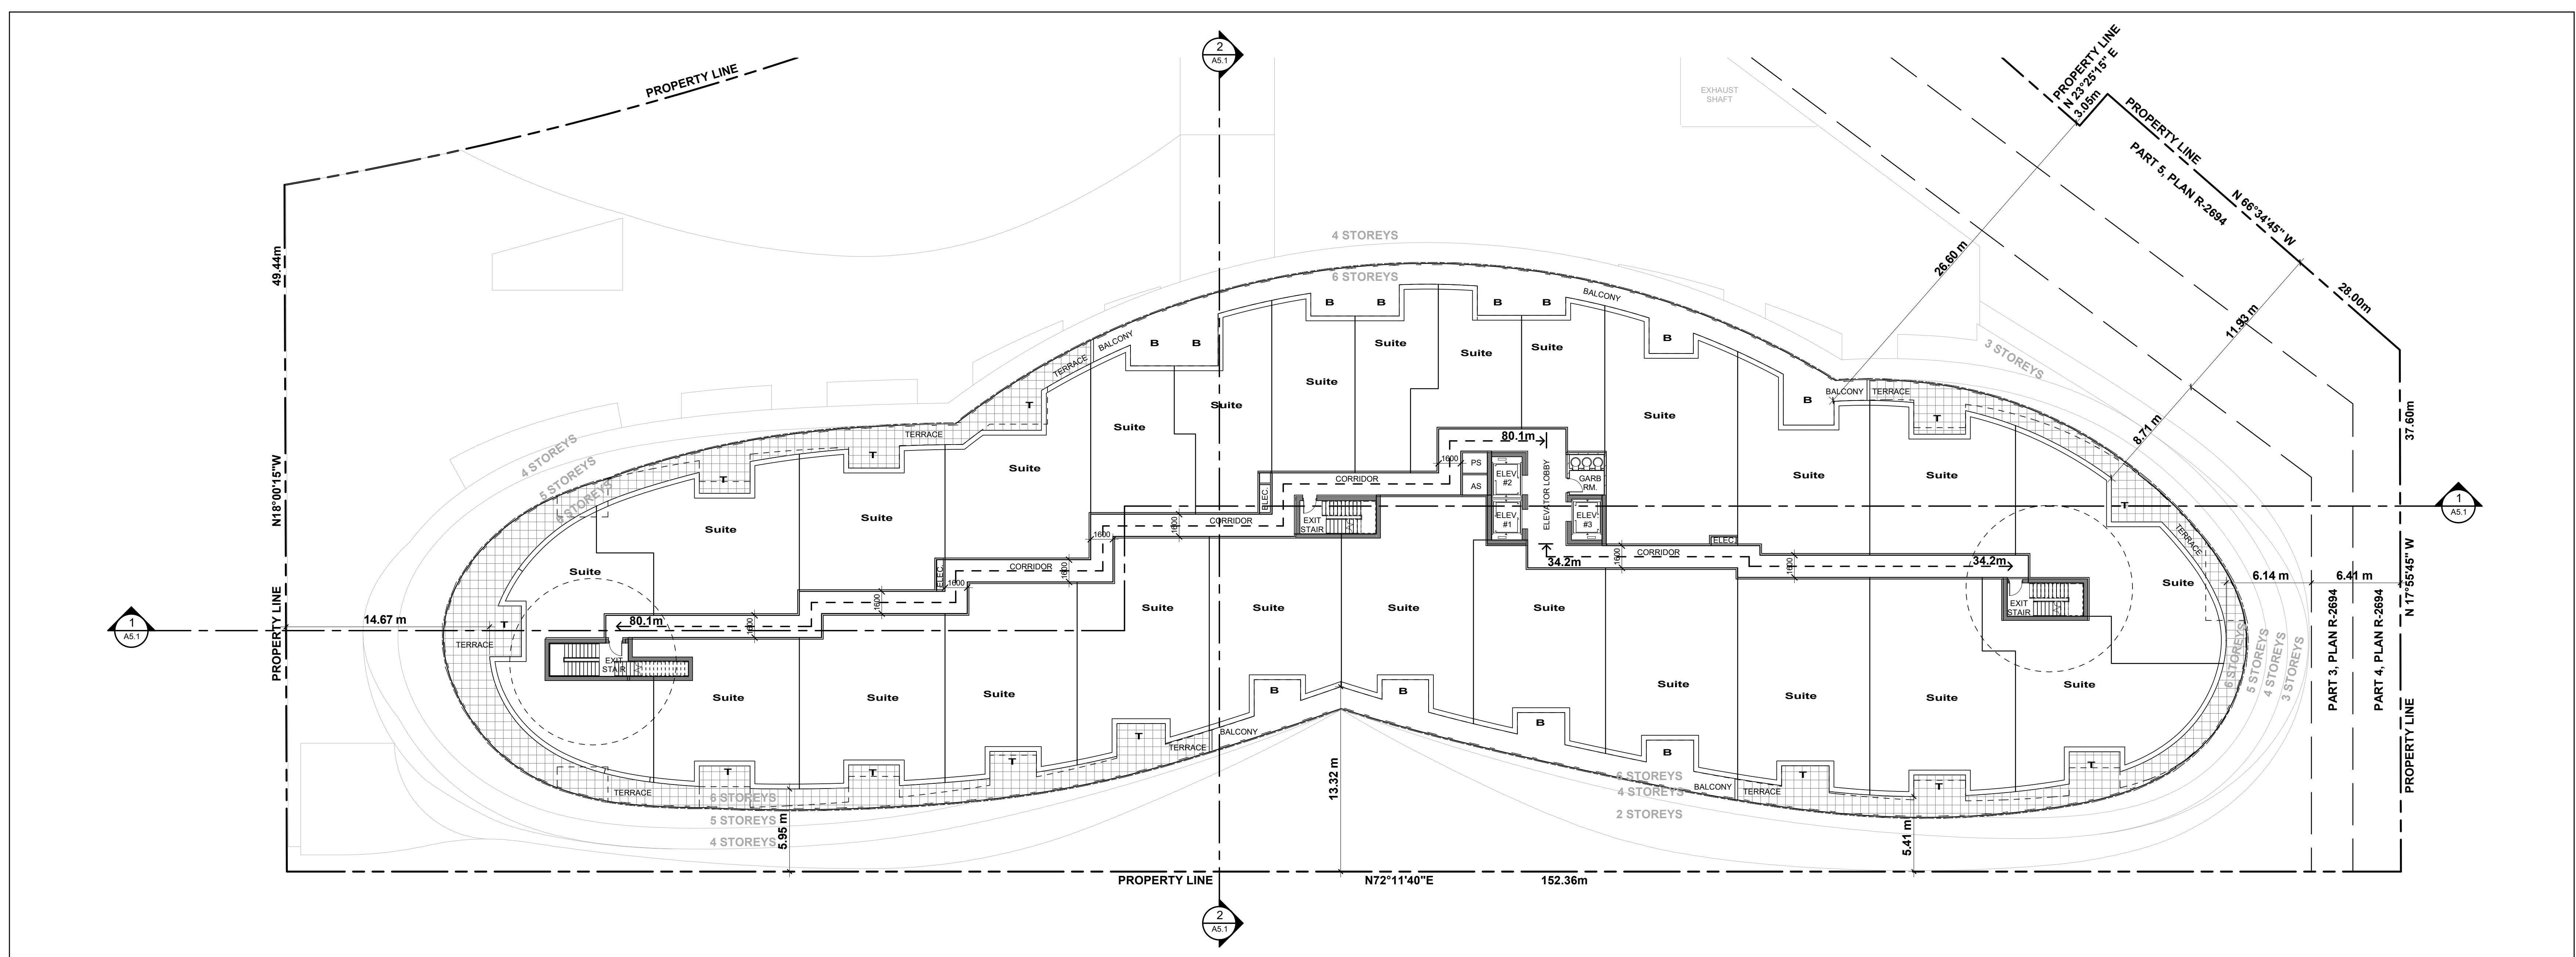 2
A5.1
PROPERTY LINE
PROPERTY LINE
N 23°25'15" E
3.05m
EXHAUST
SHAFT
PROPERTY LINE
PART 5, PLAN R-2694
N 66°34'45" W
28.00m
26.60 m
11.93 m
8.71 m
49.44m
N18°00'15"W
PROPERTY LINE
4 STOREYS
6 STOREYS
B
B
B
B
BALCONY
B
B
B
BALCONY
TERRACE
T
3 STOREYS
37.60m
Suite
Suite
Suite
Suite
Suite
Suite
Suite
B
BALCONY
TERRACE
T
TERRACE
T
T
4 STOREYS
5 STOREYS
6 STOREYS
Suite
Suite
Suite
Suite
Suite
Suite
80.1m
1600
PS
AS
ELEV.
#2
ELEV.
#1
ELEVATOR LOBBY
GARB
RM.
ELEV.
#3
CORRIDOR
ELEC.
EXIT
STAIR
CORRIDOR
1600
1600
T
TERRACE
1
A5.1
CORRIDOR
ELEC.
1600
1600
1600
1600
80.1m
34.2m
CORRIDOR
1600
ELEC.
1600
34.2m
EXIT
STAIR
Suite
Suite
6.14 m
6.41 m
N 17°55'45" W
PROPERTY LINE
PART 3, PLAN R-2694
PART 4, PLAN R-2694
1
A5.1
14.67 m
T
TERRACE
EXIT
STAIR
Suite
Suite
Suite
Suite
Suite
Suite
Suite
Suite
Suite
Suite
Suite
Suite
6 STOREYS
5 STOREYS
4 STOREYS
3 STOREYS
B
B
B
B
BALCONY
TERRACE
T
T
T
T
TERRACE
6 STOREYS
5 STOREYS
4 STOREYS
5.95 m
13.32 m
6 STOREYS
4 STOREYS
2 STOREYS
BALCONY
TERRACE
T
T
T
5.41 m
PROPERTY LINE
N72°11'40"E
152.36m
2
A5.1